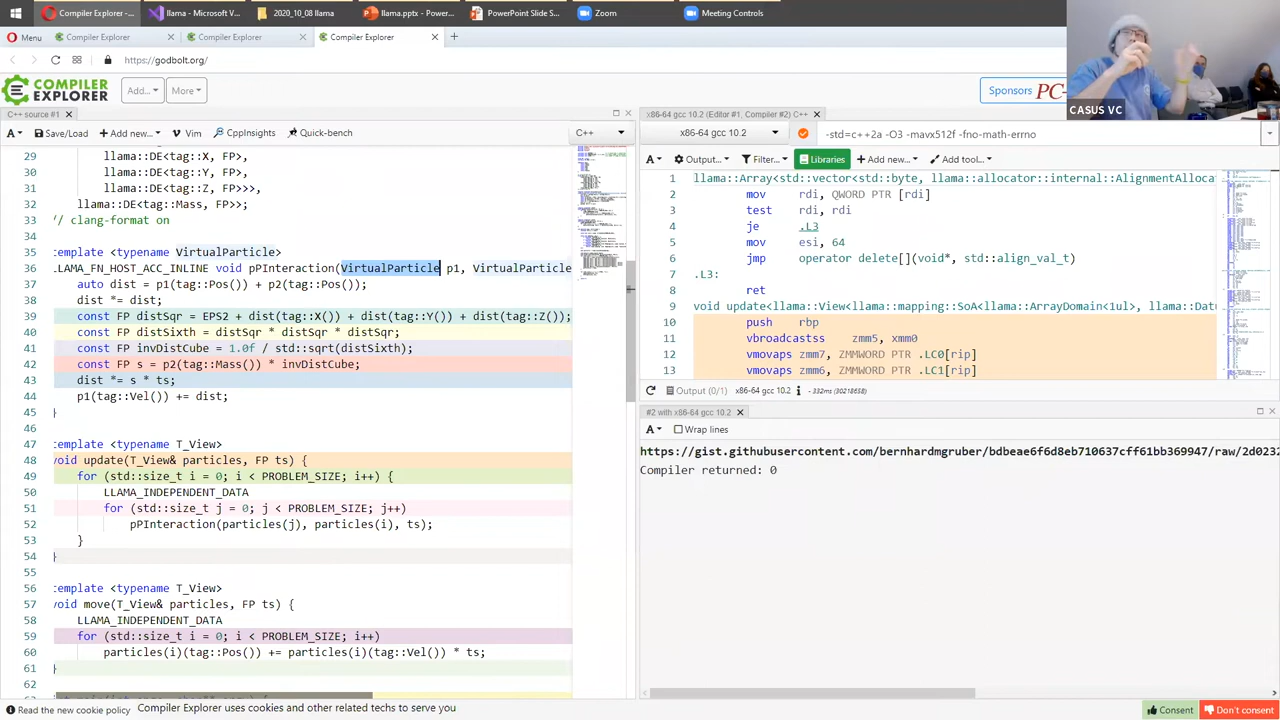 Compiler Explorer -...
llama - Microsoft V...
2020_10_08 llama
llama.pptx - Power...
PowerPoint Slide S...
Zoom
Meeting Controls
Menu
Compiler Explorer
Compiler Explorer
Compiler Explorer
https://godbolt.org/
COMPILER
EXPLORER
Add...
More
Sponsors
PC-
CASUS VC
C++ source #1
x86-64 gcc 10.2 (Editor #1, Compiler #2) C++
A
Save/Load
Add new...
Vim
CppInsights
Quick-bench
C++
x86-64 gcc 10.2
-std=c++2a -O3 -mavx512f -fno-math-errno
A
Output...
Filter...
Libraries
Add new...
Add tool...
29 llama::DE<tag::X, FP>,
30 llama::DE<tag::Y, FP>,
31 llama::DE<tag::Z, FP>>>,
32 llama::DE<tag::Mass, FP>>;
33 // clang-format on
34
35 template <typename VirtualParticle>
36 LLAMA_FN_HOST_ACC_INLINE void pPInteraction(VirtualParticle p1, VirtualParticle
37 auto dist = p1(tag::Pos()) + p2(tag::Pos());
38 dist *= dist;
39 const FP distSqr = EPS2 + dist(tag::X()) + dist(tag::Y()) + dist(tag::Z());
40 const FP distSixth = distSqr * distSqr * distSqr;
41 const FP invDistCube = 1.0f / std::sqrt(distSixth);
42 const FP s = p2(tag::Mass()) * invDistCube;
43 dist *= s * ts;
44 p1(tag::Vel()) += dist;
45 }
46
47 template <typename T_View>
48 void update(T_View& particles, FP ts) {
49 for (std::size_t i = 0; i < PROBLEM_SIZE; i++) {
50 LLAMA_INDEPENDENT_DATA
51 for (std::size_t j = 0; j < PROBLEM_SIZE; j++)
52 pPInteraction(particles(j), particles(i), ts);
53 }
54 }
55
56 template <typename T_View>
57 void move(T_View& particles, FP ts) {
58 LLAMA_INDEPENDENT_DATA
59 for (std::size_t i = 0; i < PROBLEM_SIZE; i++)
60 particles(i)(tag::Pos()) += particles(i)(tag::Vel()) * ts;
61 }
62
1 llama::Array<std::vector<std::byte, llama::allocator::internal::AlignmentAlloca
2 mov rdi, QWORD PTR [rdi]
3 test rdi, rdi
4 je .L3
5 mov esi, 64
6 jmp operator delete[](void*, std::align_val_t)
7 .L3:
8 ret
9 void update<llama::View<llama::mapping::SoA<llama::ArrayDomain<1ul>, llama::Dat
10 push rbp
11 vbroadcastss zmm5, xmm0
12 vmovaps zmm7, ZMMWORD PTR .LC0[rip]
13 vmovaps zmm6, ZMMWORD PTR .LC1[rip]
Output (0/1) x86-64 gcc 10.2 i - 332ms (30218658)
#2 with x86-64 gcc 10.2
A
Wrap lines
https://gist.githubusercontent.com/bernhardmgruber/bdbeae6f6d8eb710637cff61bb369947/raw/2d0232
Compiler returned: 0
Read the new cookie policy
Compiler Explorer uses cookies and other related techs to serve you
Consent
Don't consent